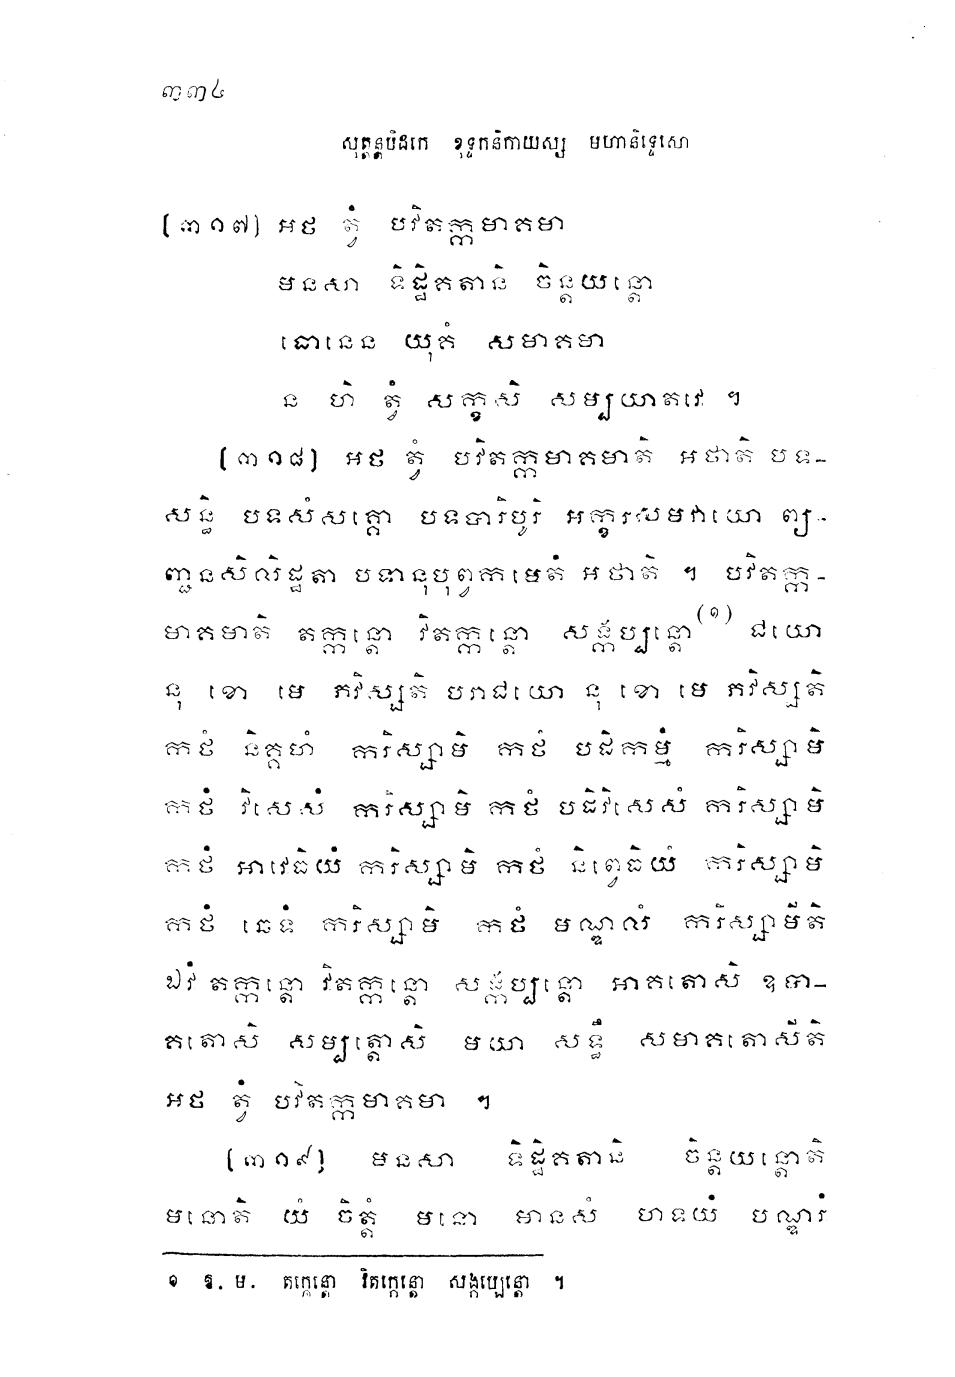 ៣៣៤
សុត្តន្តបិដកេ ខុទ្ទកនិកាយស្ស មហានិទ្ទេសោ
(៣១៧) អថ ត្វំ បវិតក្កមាគមា
មនសា ទិដ្ឋិគតានិ ចិន្តយន្តោ
ធោនេន យុគំ សមាគមា
ន ហិ ត្វំ សក្ខសិ សម្បយាតវេ ។
(៣១៨) អថ ត្វំ បវិតក្កមាគមាតិ អថាតិ បទ-
សន្ធិ បទសំសគ្គោ បទបារិបូរិ អក្ខរសមវាយោ ព្យ-
ញ្ជនសិលិដ្ឋតា បទានុបុព្វកមេតំ អថាតិ ។ បវិតក្ក-
មាគមាតិ តក្កន្តោ វិតក្កន្តោ សង្កប្បន្តោ(១) ជយោ
នុ ខោ មេ ភវិស្សតិ បរាជយោ នុ ខោ មេ ភវិស្សតិ
កថំ និគ្គហំ ករិស្សាមិ កថំ បដិកម្មំ ករិស្សាមិ
កថំ វិសេសំ ករិស្សាមិ កថំ បដិវិសេសំ ករិស្សាមិ
កថំ អាវេធិយំ ករិស្សាមិ កថំ និព្វេធិយំ ករិស្សាមិ
កថំ ឆេទំ ករិស្សាមិ កថំ មណ្ឌលំ ករិស្សាមីតិ
ឯវំ តក្កន្តោ វិតក្កន្តោ សង្កប្បន្តោ អាគតោសិ ឧបា-
គតោសិ សម្បត្តោសិ មយា សទ្ធឹ សមាគតោសីតិ
អថ ត្វំ បវិតក្កមាគមា ។
(៣១៩) មនសា ទិដ្ឋិគតានិ ចិន្តយន្តោតិ
មនោតិ យំ ចិត្តំ មនោ មានសំ ហទយំ បណ្ឌរំ
១ ឱ. ម. តក្កេន្តោ វិតក្កេន្តោ សង្កប្បេន្តោ ។